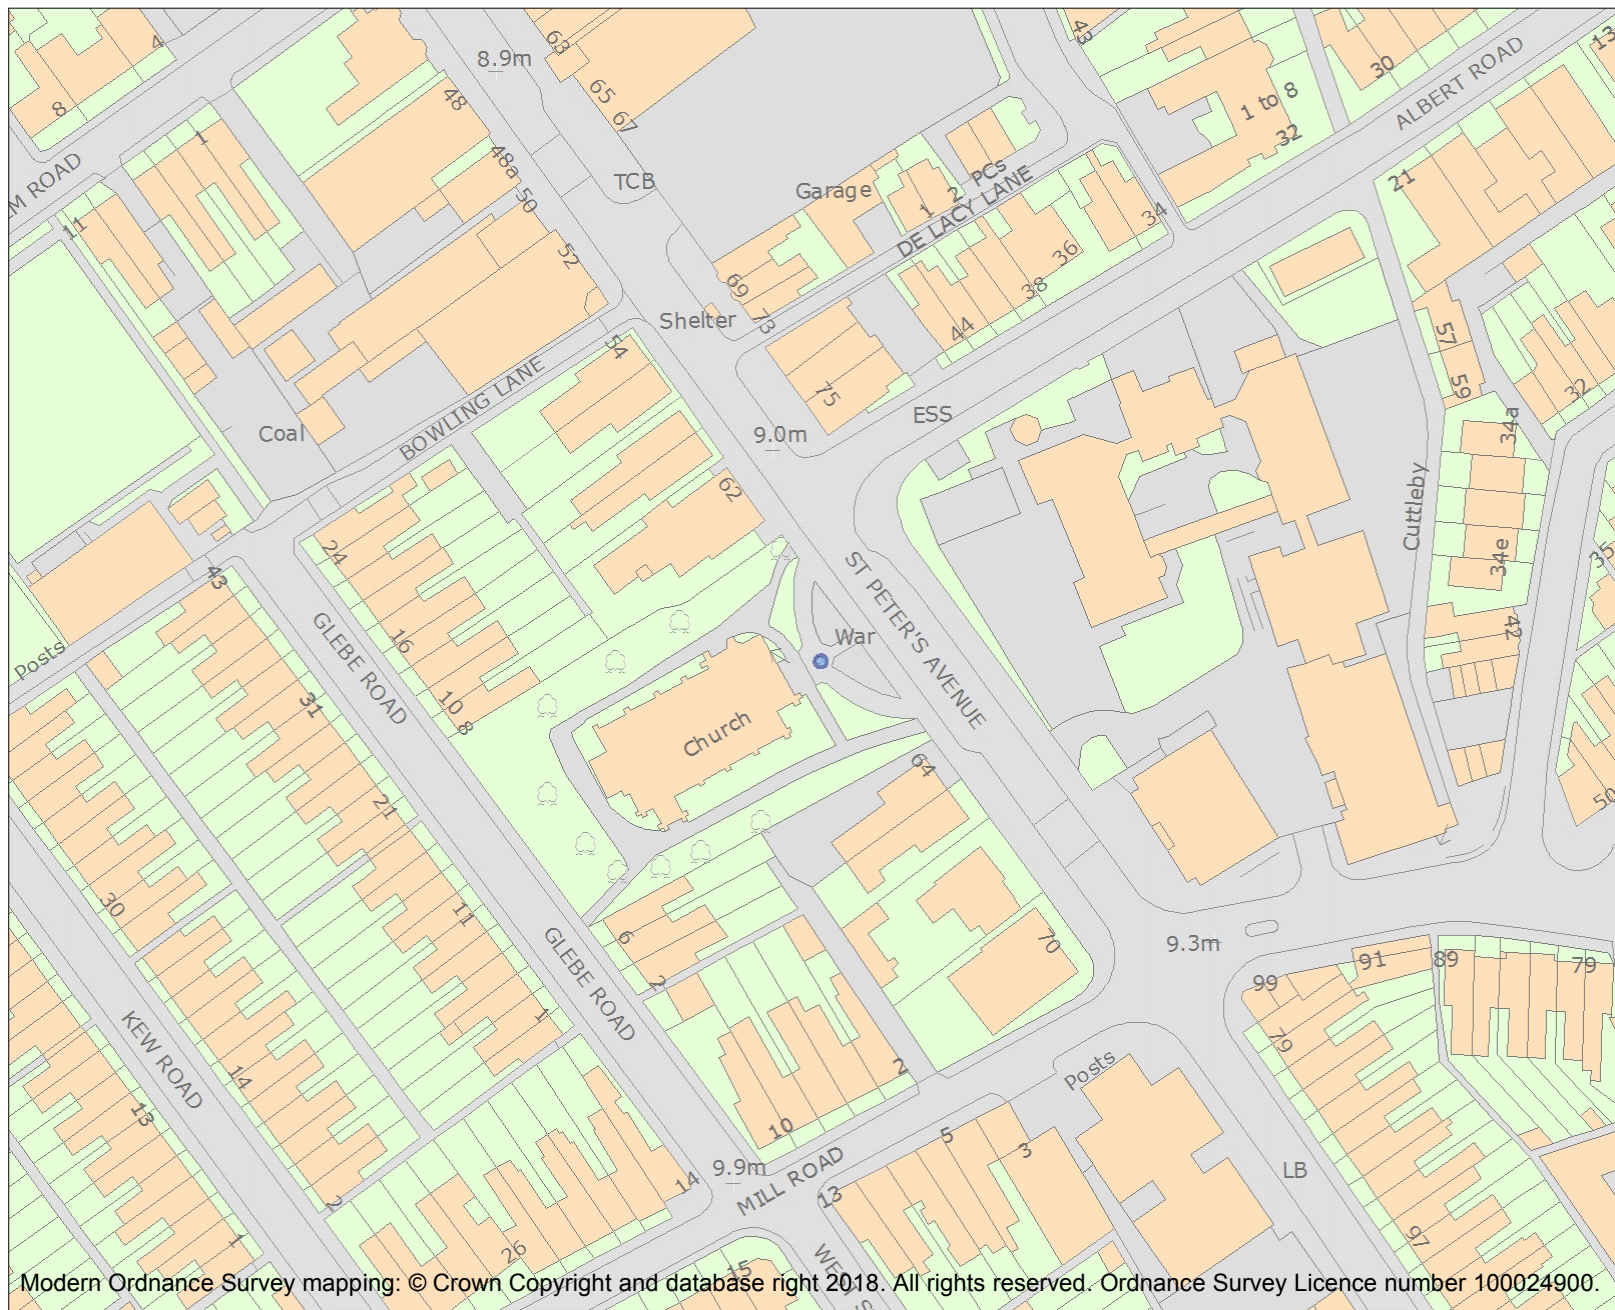 4
8
63
8.9m
65
67
48
48a
50
52
TCB
1
11
LM ROAD
43
1 to 8
32
30
13
ALBERT ROAD
21
Garage
1
2
PCs
DE LACY LANE
34
36
38
44
69
73
Shelter
75
ESS
9.0m
54
BOWLING LANE
Coal
62
57
59
32
34a
34e
Cuttleby
35
42
50
24
43
Posts
GLEBE ROAD
16
10
8
31
21
11
1
ST PETER'S AVENUE
War
Church
64
70
6
2
GLEBE ROAD
30
14
2
KEW ROAD
13
1
10
2
9.9m
MILL ROAD
14
26
13
5
3
15
Posts
9.3m
99
91
89
79
79
LB
97
Modern Ordnance Survey mapping: © Crown Copyright and database right 2018. All rights reserved. Ordnance Survey Licence number 100024900.